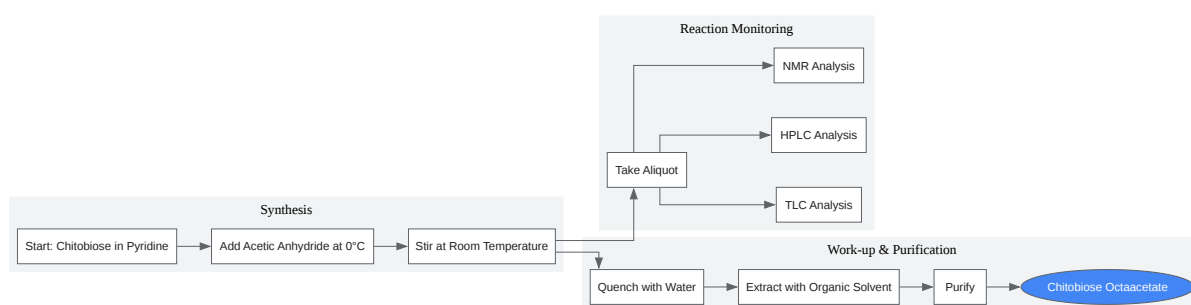 Reaction Monitoring
NMR Analysis
HPLC Analysis
Take Aliquot
TLC Analysis
Synthesis
Start: Chitobiose in Pyridine
Add Acetic Anhydride at 0°C
Stir at Room Temperature
Work-up & Purification
Quench with Water
Extract with Organic Solvent
Purify
Chitobiose Octaacetate